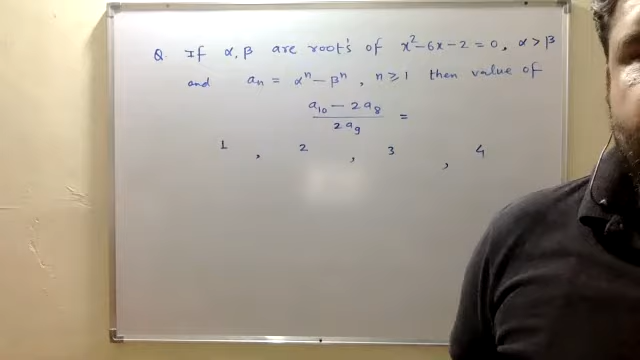 Q. If α, β are root's of x² - 6x - 2 = 0, α > β
and aₙ = αⁿ - βⁿ, n ≥ 1 then value of
a₁₀ - 2a₈
2a₉ =
1 , 2 , 3 , 4